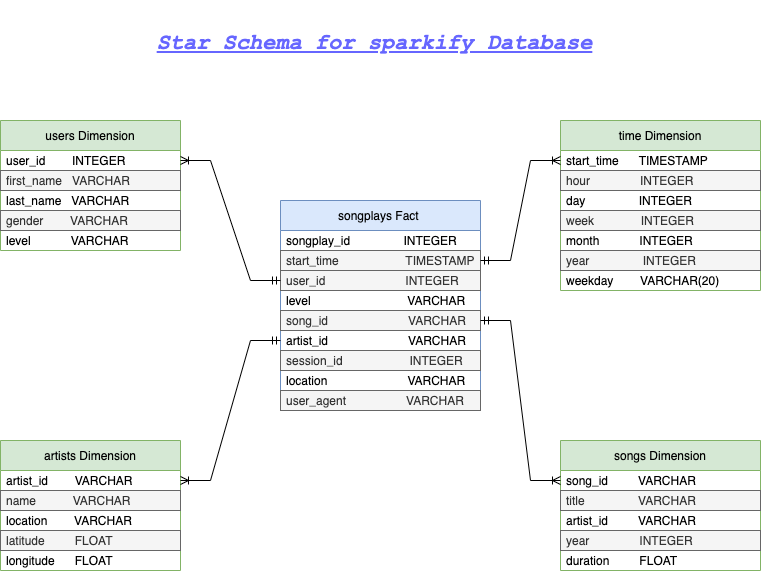 Star Schema for sparkify Database
users Dimension
user_id INTEGER
first_name VARCHAR
last_name VARCHAR
gender VARCHAR
level VARCHAR
time Dimension
start_time TIMESTAMP
hour INTEGER
day INTEGER
week INTEGER
month INTEGER
year INTEGER
weekday VARCHAR(20)
songplays Fact
songplay_id INTEGER
start_time TIMESTAMP
user_id INTEGER
level VARCHAR
song_id VARCHAR
artist_id VARCHAR
session_id INTEGER
location VARCHAR
user_agent VARCHAR
artists Dimension
artist_id VARCHAR
name VARCHAR
location VARCHAR
latitude FLOAT
longitude FLOAT
songs Dimension
song_id VARCHAR
title VARCHAR
artist_id VARCHAR
year INTEGER
duration FLOAT